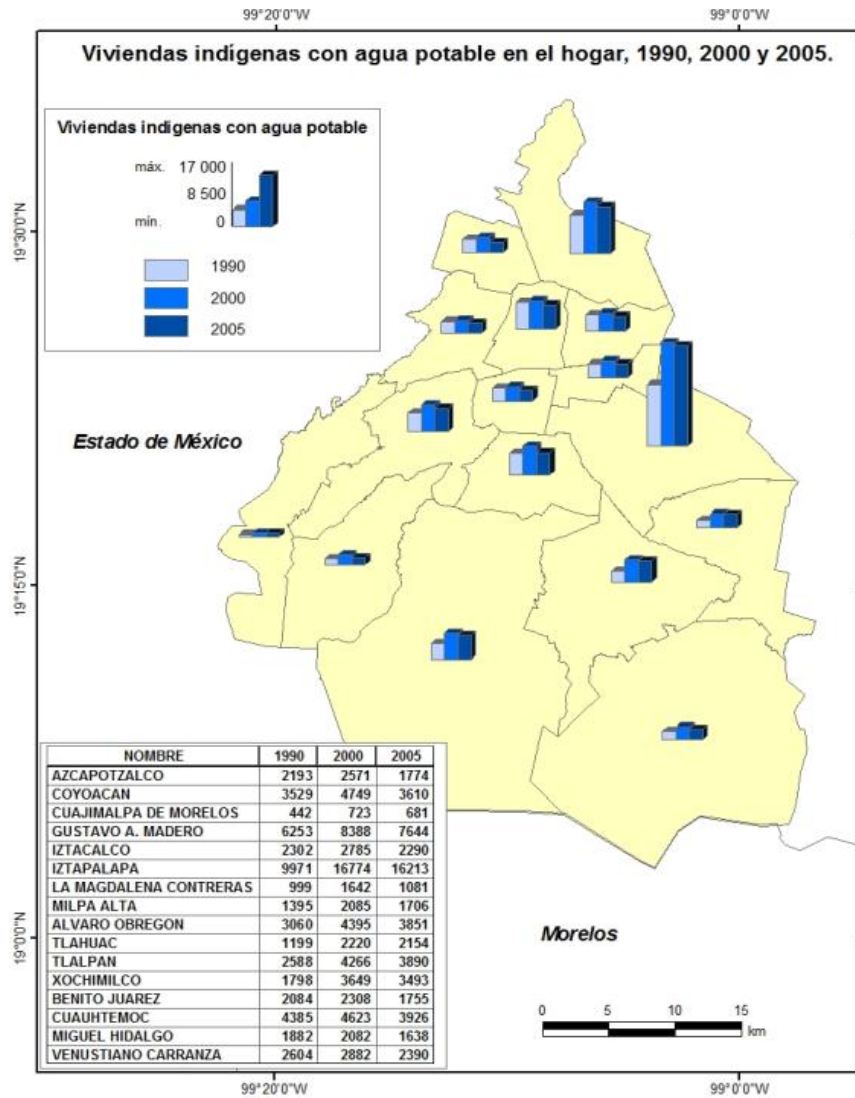 99°20'0"W 99°0'0"W
Viviendas indígenas con agua potable en el hogar, 1990, 2000 y 2005.
Viviendas indígenas con agua potable
máx. 17 000
8 500
mín. 0
1990
2000
2005
19°30'0"N
Estado de México
19°15'0"N
19°0'0"N
Morelos
NOMBRE 1990 2000 2005
AZCAPOTZALCO 2193 2571 1774
COYOACAN 3529 4749 3610
CUAJIMALPA DE MORELOS 442 723 681
GUSTAVO A. MADERO 6253 8388 7644
IZTACALCO 2302 2785 2290
IZTAPALAPA 9971 16774 16213
LA MAGDALENA CONTRERAS 999 1642 1081
MILPA ALTA 1395 2085 1706
ALVARO OBREGON 3060 4395 3851
TLAHUAC 1199 2220 2154
TLALPAN 2588 4266 3890
XOCHIMILCO 1798 3649 3493
BENITO JUAREZ 2084 2308 1755
CUAUHTEMOC 4385 4623 3926
MIGUEL HIDALGO 1882 2082 1638
VENUSTIANO CARRANZA 2604 2882 2390
0 5 10 15
km
99°20'0"W 99°0'0"W